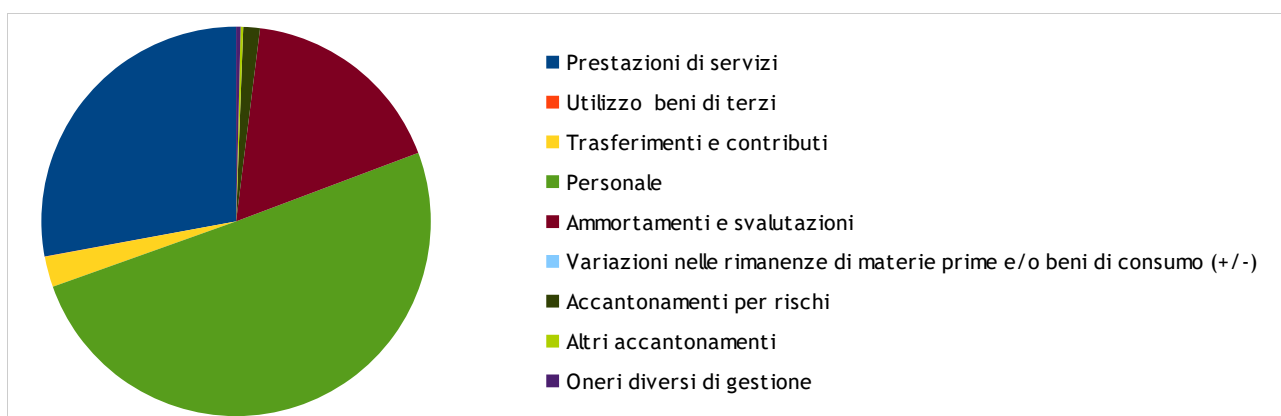 Prestazioni di servizi
Utilizzo beni di terzi
Trasferimenti e contributi
Personale
Ammortamenti e svalutazioni
Variazioni nelle rimanenze di materie prime e/o beni di consumo (+/-)
Accantonamenti per rischi
Altri accantonamenti
Oneri diversi di gestione